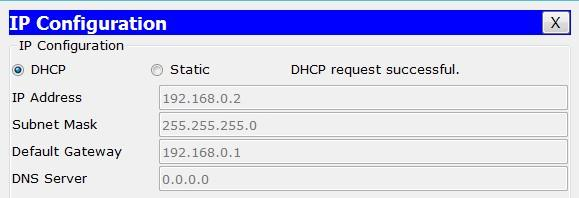 IP Configuration X
IP Configuration
DHCP Static DHCP request successful.
IP Address 192.168.0.2
Subnet Mask 255.255.255.0
Default Gateway 192.168.0.1
DNS Server 0.0.0.0